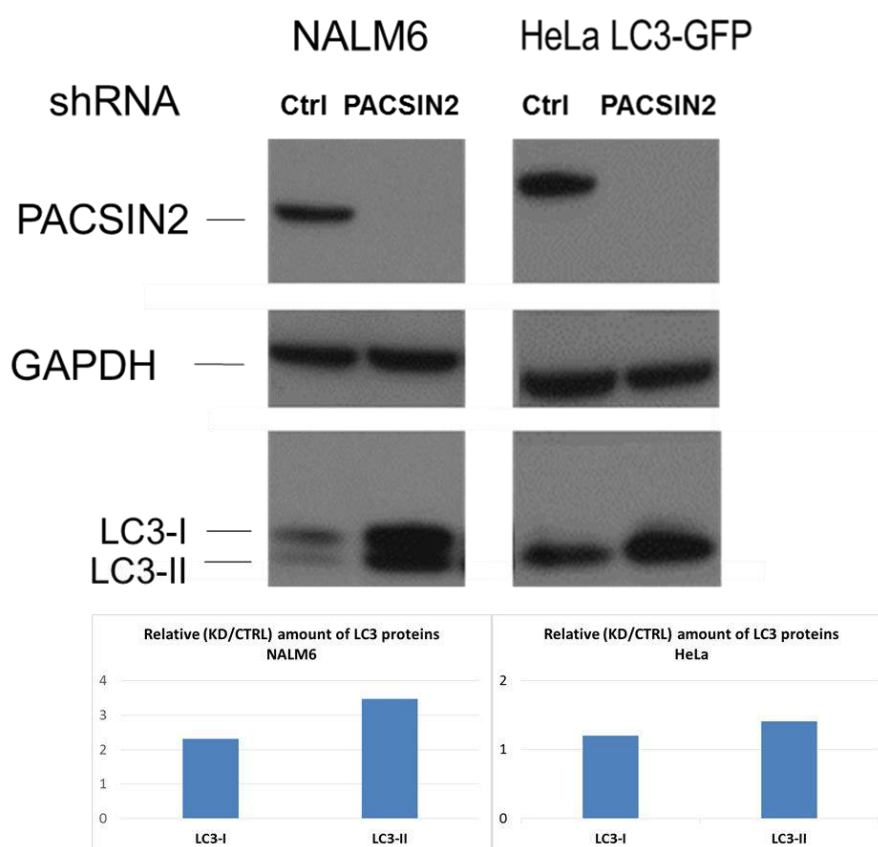 NALM6 HeLa LC3-GFP
shRNA Ctrl PACSIN2 Ctrl PACSIN2
PACSIN2
GAPDH
LC3-I
LC3-II
Relative (KD/CTRL) amount of LC3 proteins
NALM6
4
3
2
1
0
LC3-I LC3-II
Relative (KD/CTRL) amount of LC3 proteins
HeLa
2
1
0
LC3-I LC3-II